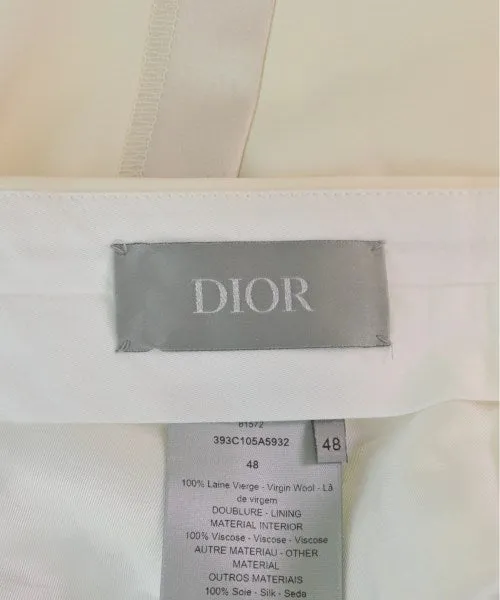 DIOR
81572
393C105A5932
48
48
100% Laine Vierge - Virgin Wool - Lã
de virgem
DOUBLURE - LINING
MATERIAL INTERIOR
100% Viscose - Viscose - Viscose
AUTRE MATERIAU - OTHER
MATERIAL
OUTROS MATERIAIS
100% Soie - Silk - Seda